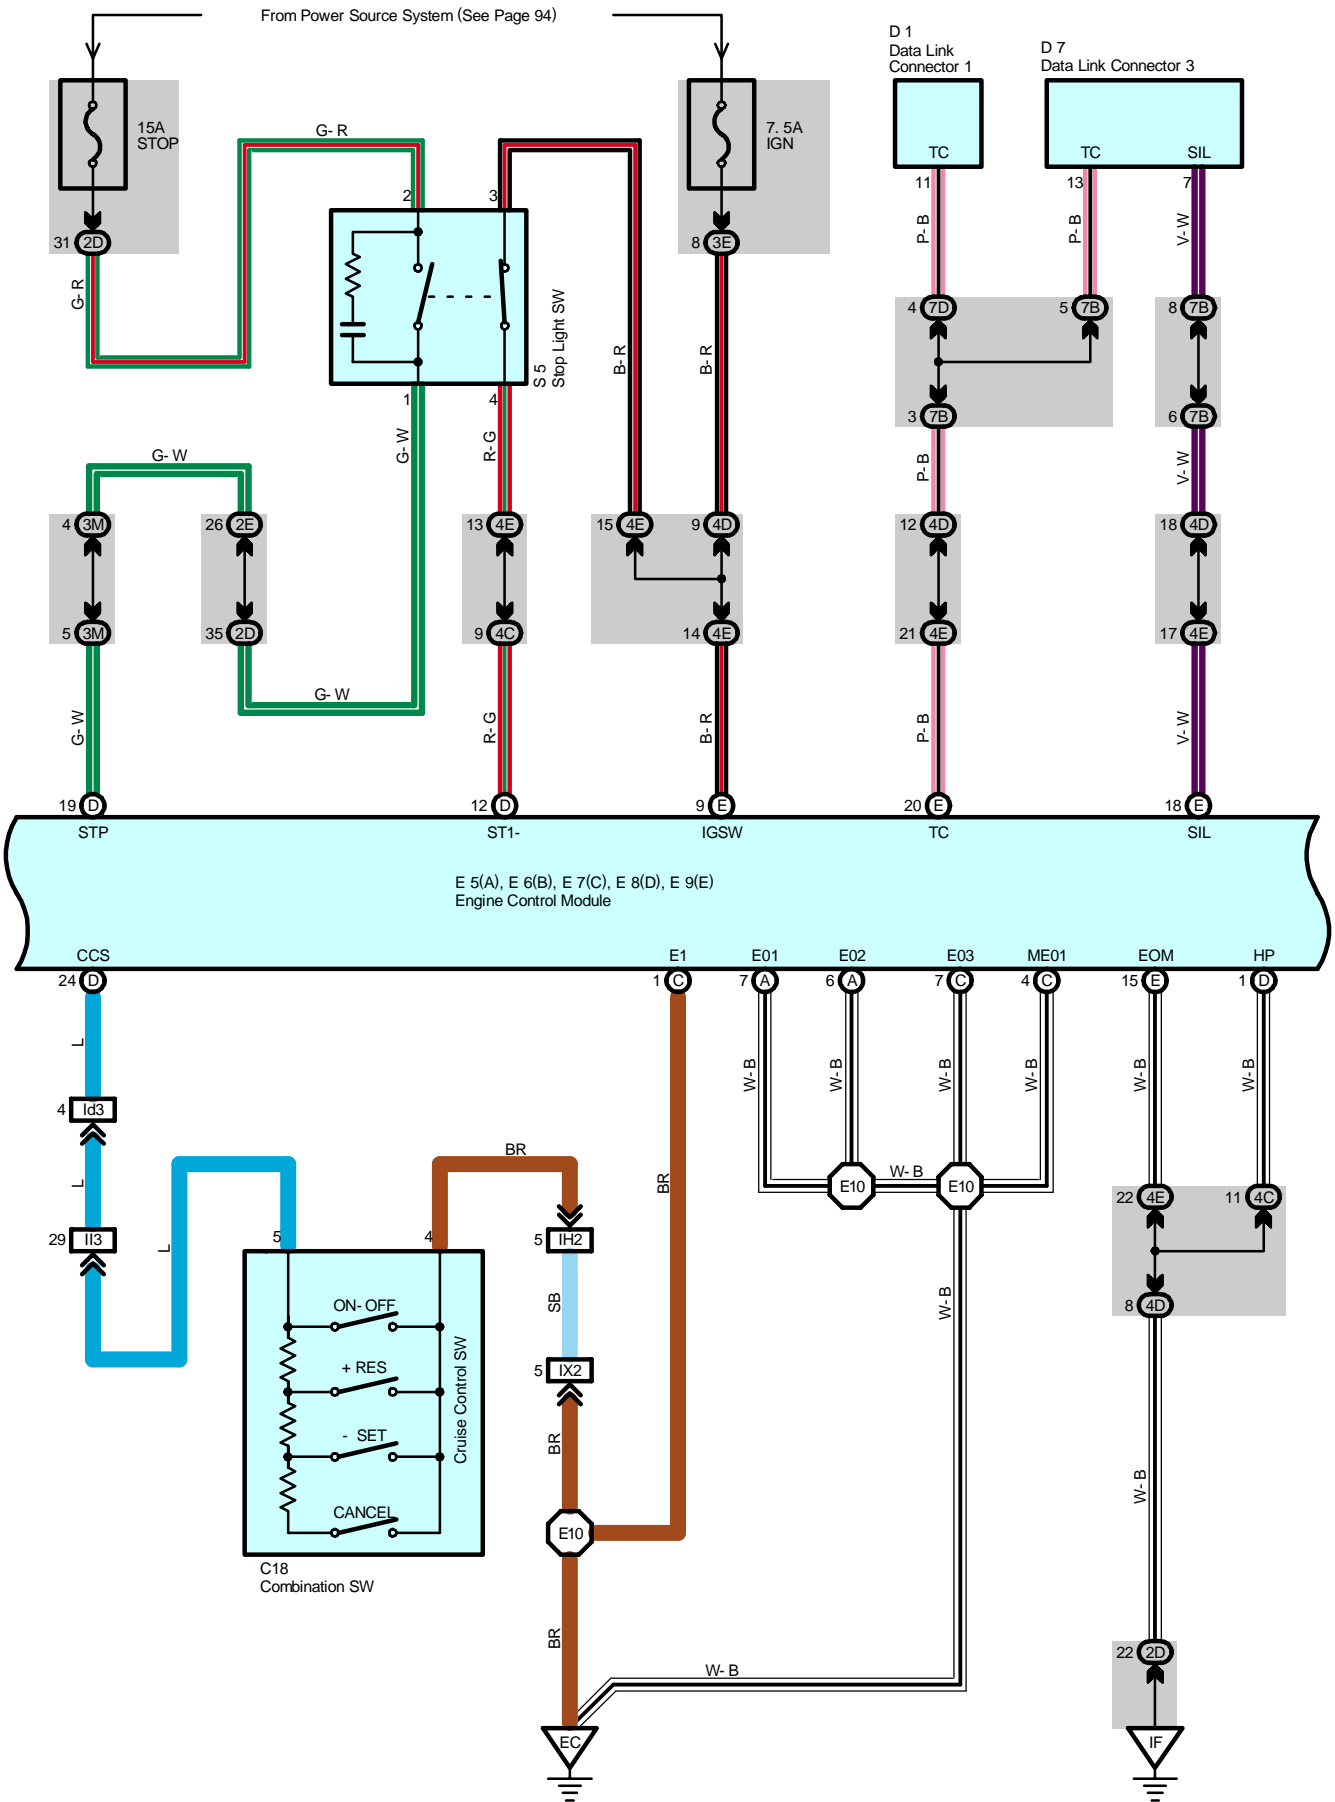 From Power Source System (See Page 94)
D 1
Data Link
Connector 1
D 7
Data Link Connector 3
15A
STOP
7. 5A
IGN
G- R
TC
TC
SIL
11
13
7
2
3
31 2D
8 3E
G- R
P- B
P- B
V- W
S 5
Stop Light SW
4 7D
5 7B
8 7B
B- R
B- R
1
4
3 7B
6 7B
G- W
G- W
R- G
P- B
V- W
4 3M
26 2E
13 4E
15 4E
9 4D
12 4D
18 4D
5 3M
35 2D
9 4C
14 4E
21 4E
17 4E
G- W
G- W
R- G
B- R
P- B
V- W
19 D
12 D
9 E
20 E
18 E
STP
ST1-
IGSW
TC
SIL
E 5(A), E 6(B), E 7(C), E 8(D), E 9(E)
Engine Control Module
CCS
E1
E01
E02
E03
ME01
EOM
HP
24 D
1 C
7 A
6 A
7 C
4 C
15 E
1 D
L
W- B
W- B
W- B
W- B
W- B
W- B
4 Id3
L
BR
BR
E10
W- B
E10
22 4E
11 4C
29 II3
L
5
4
5 IH2
SB
W- B
8 4D
ON- OFF
+ RES
- SET
CANCEL
Cruise Control SW
5 IX2
BR
E10
W- B
C18
Combination SW
BR
W- B
22 2D
EC
IF